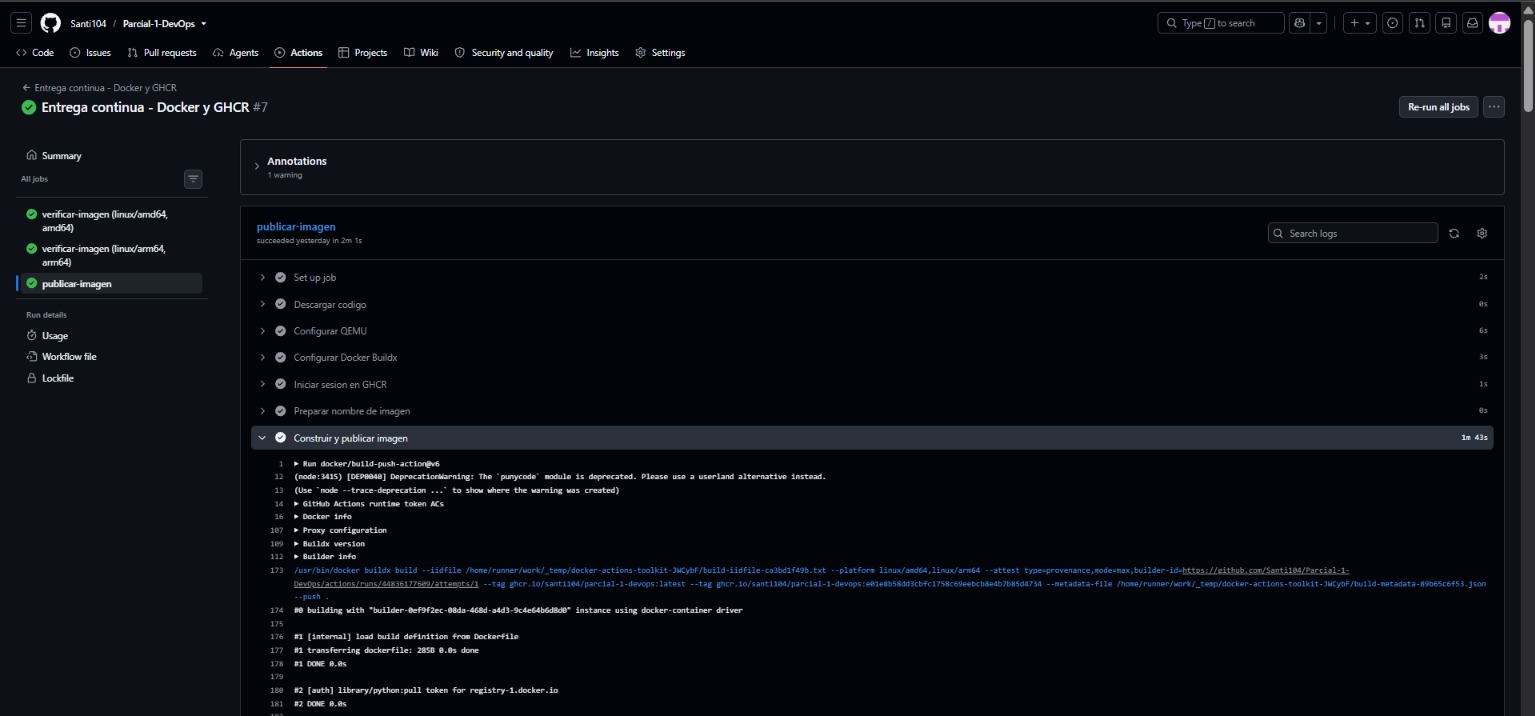 Santi104 / Parcial-1-DevOps
Type / to search
Code
Issues
Pull requests
Agents
Actions
Projects
Wiki
Security and quality
Insights
Settings
Entrega continua - Docker y GHCR
Entrega continua - Docker y GHCR #7
Re-run all jobs
Summary
All jobs
verificar-imagen (linux/amd64,
amd64)
verificar-imagen (linux/arm64,
arm64)
publicar-imagen
Run details
Usage
Workflow file
Lockfile
Annotations
1 warning
publicar-imagen
succeeded yesterday in 2m 1s
Search logs
Set up job 2s
Descargar codigo 0s
Configurar QEMU 6s
Configurar Docker Buildx 3s
Iniciar sesion en GHCR 1s
Preparar nombre de imagen 0s
Construir y publicar imagen 1m 43s
1 Run docker/build-push-action@v6
12 (node:3415) [DEP0040] DeprecationWarning: The `punycode` module is deprecated. Please use a userland alternative instead.
13 (Use `node --trace-deprecation ...` to show where the warning was created)
14 GitHub Actions runtime token ACs
16 Docker info
107 Proxy configuration
109 Buildx version
112 Builder info
173 /usr/bin/docker buildx build --iidfile /home/runner/work/_temp/docker-actions-toolkit-JWCybF/build-iidfile-ca3bd1f49b.txt --platform linux/amd64,linux/arm64 --attest type=provenance,mode=max,builder-id=https://github.com/Santi104/Parcial-1-
DevOps/actions/runs/44836177609/attempts/1 --tag ghcr.io/santi104/parcial-1-devops:latest --tag ghcr.io/santi104/parcial-1-devops:e01e8b58dd3cbfc1758c69eebcb8e4b7b85d4734 --metadata-file /home/runner/work/_temp/docker-actions-toolkit-JWCybF/build-metadata-89b65c6f53.json
--push .
174 #0 building with "builder-0ef9f2ec-08da-468d-a4d3-9c4e64b6d8d0" instance using docker-container driver
175
176 #1 [internal] load build definition from Dockerfile
177 #1 transferring dockerfile: 285B 0.0s done
178 #1 DONE 0.0s
179
180 #2 [auth] library/python:pull token for registry-1.docker.io
181 #2 DONE 0.0s